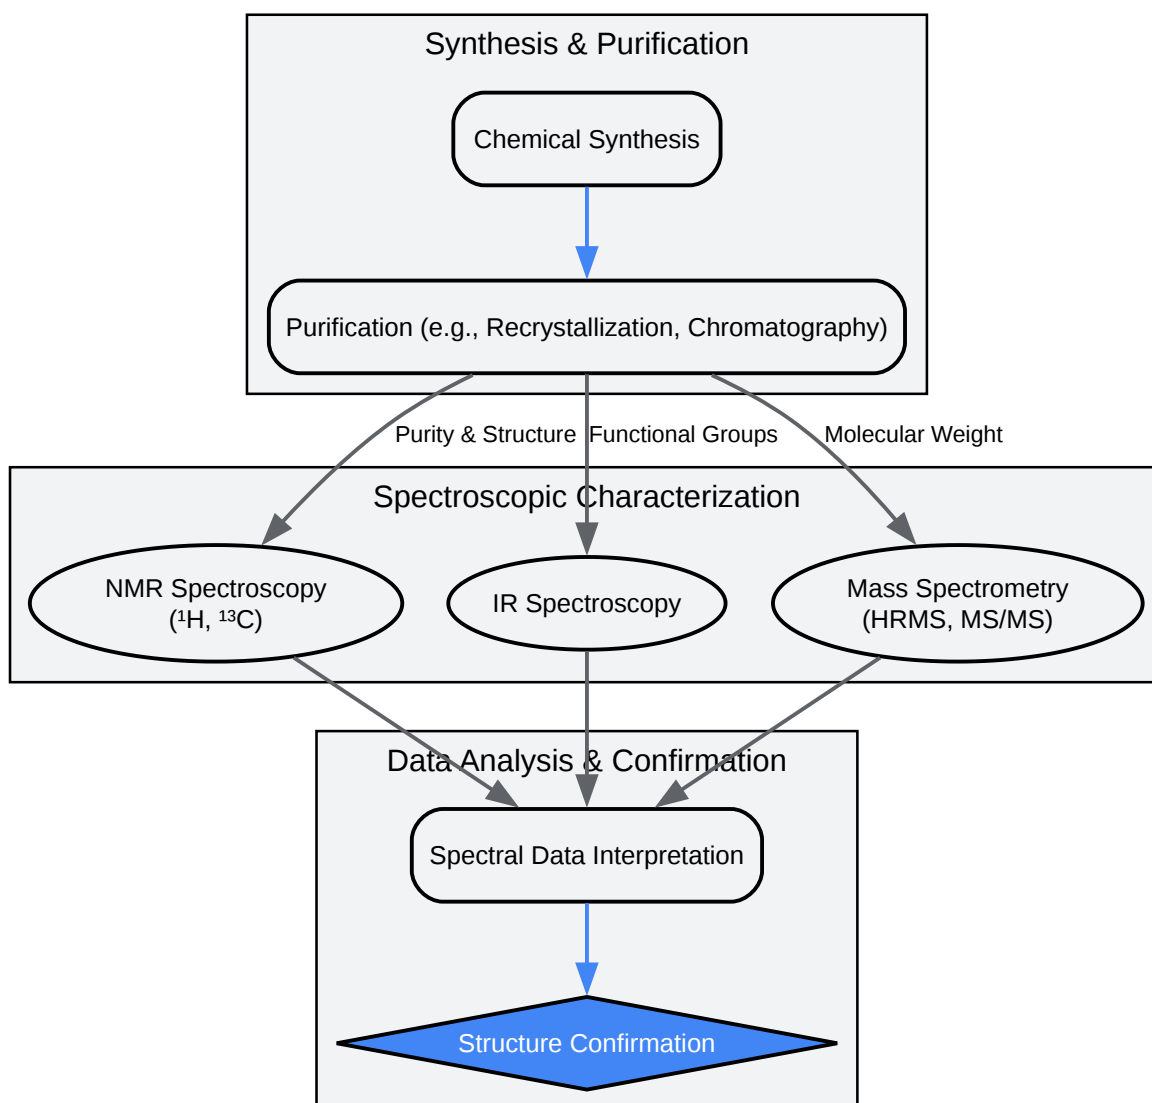 Synthesis & Purification
Chemical Synthesis
Purification (e.g., Recrystallization, Chromatography)
Purity & Structure
Functional Groups
Molecular Weight
Spectroscopic Characterization
NMR Spectroscopy
(¹H, ¹³C)
IR Spectroscopy
Mass Spectrometry
(HRMS, MS/MS)
Data Analysis & Confirmation
Spectral Data Interpretation
Structure Confirmation